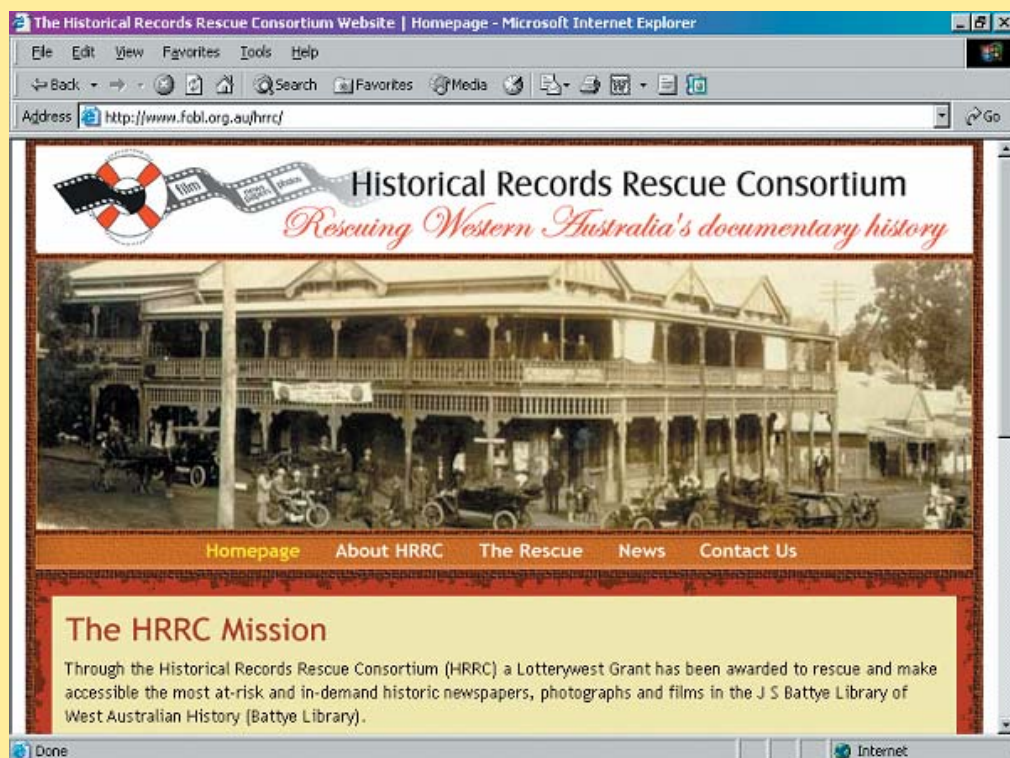 The Historical Records Rescue Consortium Website | Homepage - Microsoft Internet Explorer
File Edit View Favorites Tools Help
Back Search Favorites Media
Address http://www.fobl.org.au/hrrc/ Go
film
news papers
photos
Historical Records Rescue Consortium
Rescuing Western Australia's documentary history
Homepage About HRRC The Rescue News Contact Us
The HRRC Mission
Through the Historical Records Rescue Consortium (HRRC) a Lotterywest Grant has been awarded to rescue and make
accessible the most at-risk and in-demand historic newspapers, photographs and films in the J S Battye Library of
West Australian History (Battye Library).
Done Internet